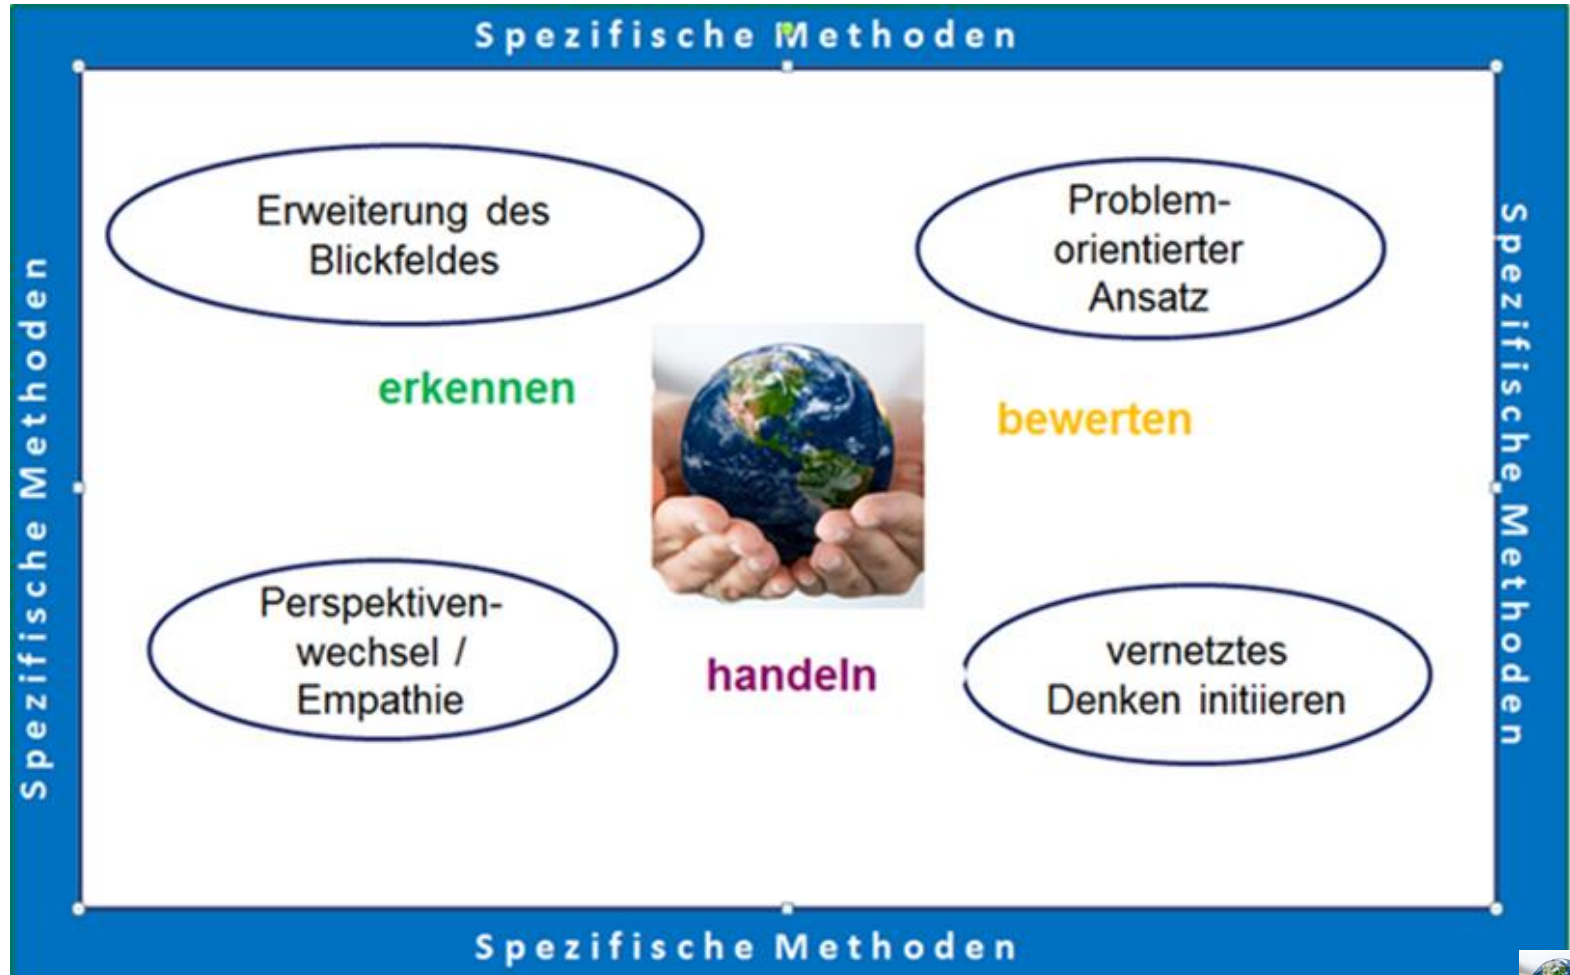 Spezifische Methoden
Erweiterung des
Blickfeldes
Problem-
orientierter
Ansatz
erkennen
bewerten
Spezifische Methoden
Spezifische Methoden
Perspektiven-
wechsel /
Empathie
handeln
vernetztes
Denken initiieren
Spezifische Methoden